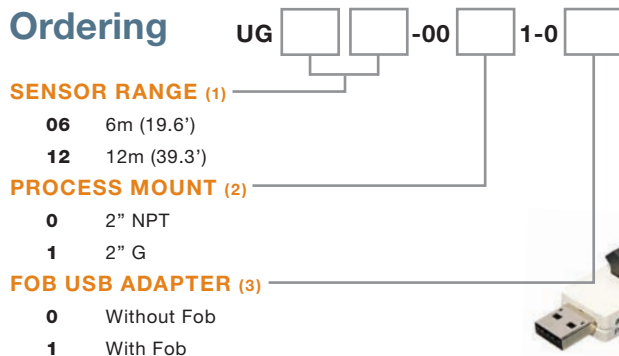 Ordering
UG -00 1-0
SENSOR RANGE (1)
06 6m (19.6')
12 12m (39.3')
PROCESS MOUNT (2)
0 2” NPT
1 2” G
FOB USB ADAPTER (3)
0 Without Fob
1 With Fob